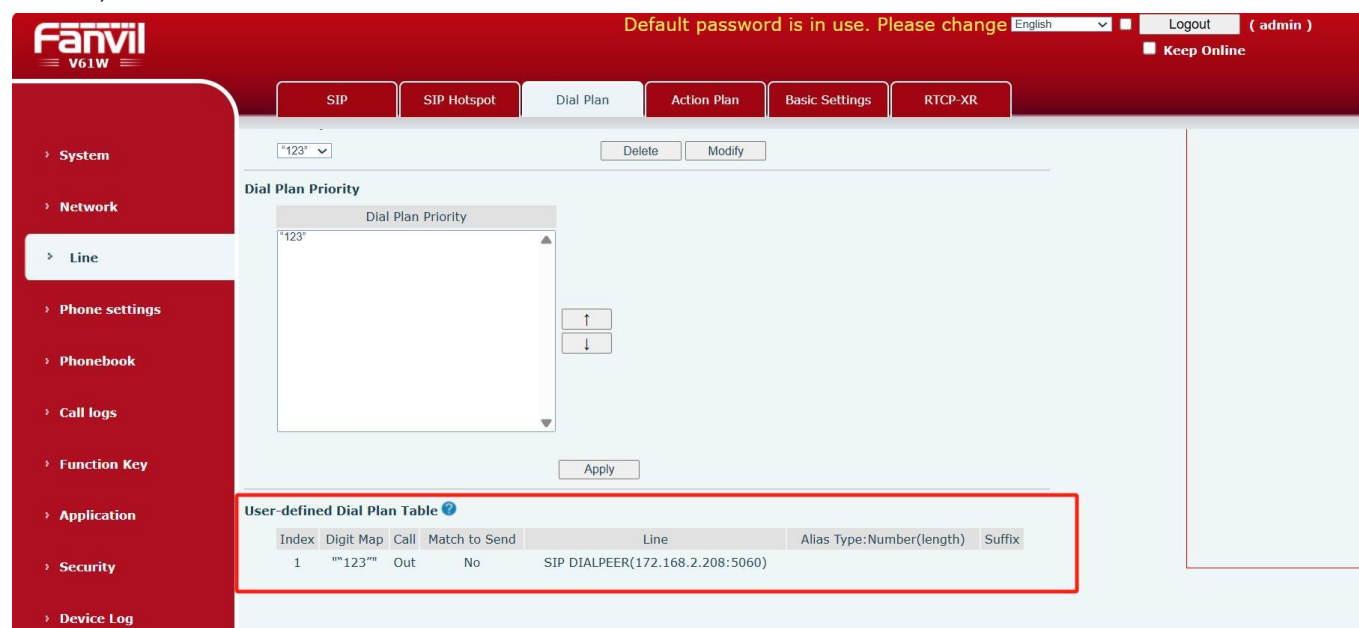 Fanvil
V61W
Default password is in use. Please change English Logout ( admin )
Keep Online
SIP SIP Hotspot Dial Plan Action Plan Basic Settings RTCP-XR
› System
› Network
› Line
› Phone settings
› Phonebook
› Call logs
› Function Key
› Application
› Security
› Device Log
“123” Delete Modify
Dial Plan Priority
Dial Plan Priority
“123”
↑
↓
Apply
User-defined Dial Plan Table ?
Index Digit Map Call Match to Send Line Alias Type:Number(length) Suffix
1 "“123”" Out No SIP DIALPEER(172.168.2.208:5060)